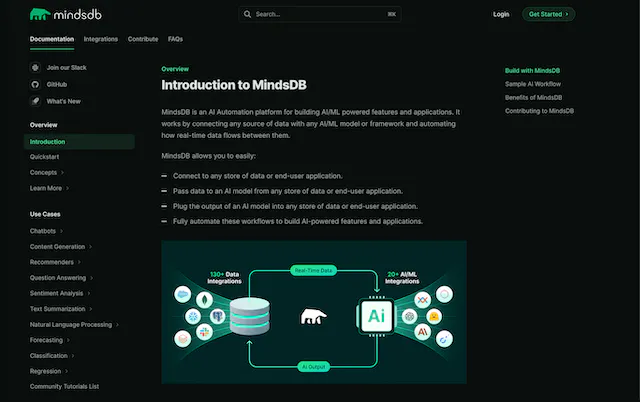 mindsdb
Search...
⌘K
Login
Get Started ›
Documentation
Integrations
Contribute
FAQs
Join our Slack
GitHub
What's New
Overview
Introduction
Quickstart
Concepts ›
Learn More ›
Use Cases
Chatbots ›
Content Generation ›
Recommenders ›
Question Answering ›
Sentiment Analysis ›
Text Summarization ›
Natural Language Processing ›
Forecasting ›
Classification ›
Regression ›
Community Tutorials List
Overview
Introduction to MindsDB
MindsDB is an AI Automation platform for building AI/ML powered features and applications. It
works by connecting any source of data with any AI/ML model or framework and automating
how real-time data flows between them.
MindsDB allows you to easily:
– Connect to any store of data or end-user application.
– Pass data to an AI model from any store of data or end-user application.
– Plug the output of an AI model into any store of data or end-user application.
– Fully automate these workflows to build AI-powered features and applications.
130+ Data
Integrations
Real-Time Data
20+ AI/ML
Integrations
Ai
AI Output
Build with MindsDB
Sample AI Workflow
Benefits of MindsDB
Contributing to MindsDB